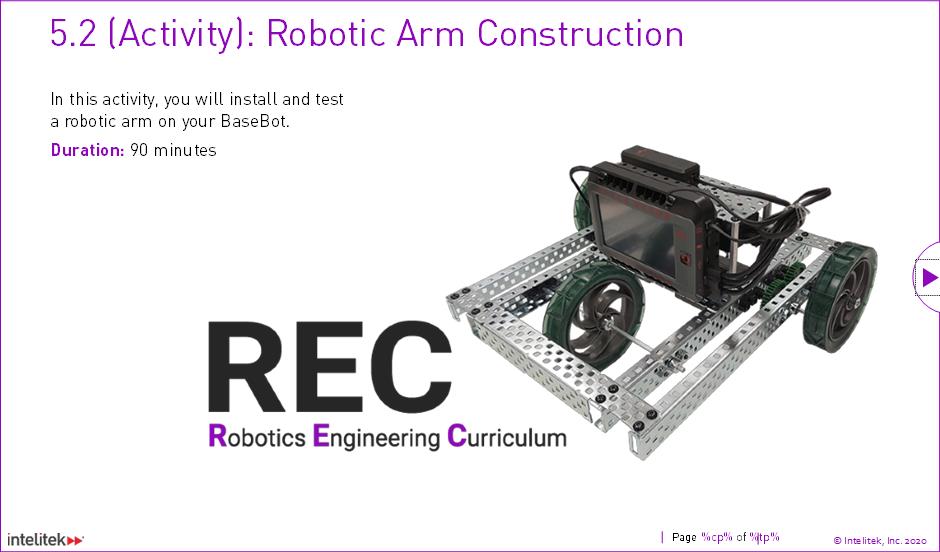 5.2 (Activity): Robotic Arm Construction
In this activity, you will install and test
a robotic arm on your BaseBot.
Duration: 90 minutes
REC
Robotics Engineering Curriculum
intelitek
Page %cp% of %tp%
© Intelitek, Inc. 2020